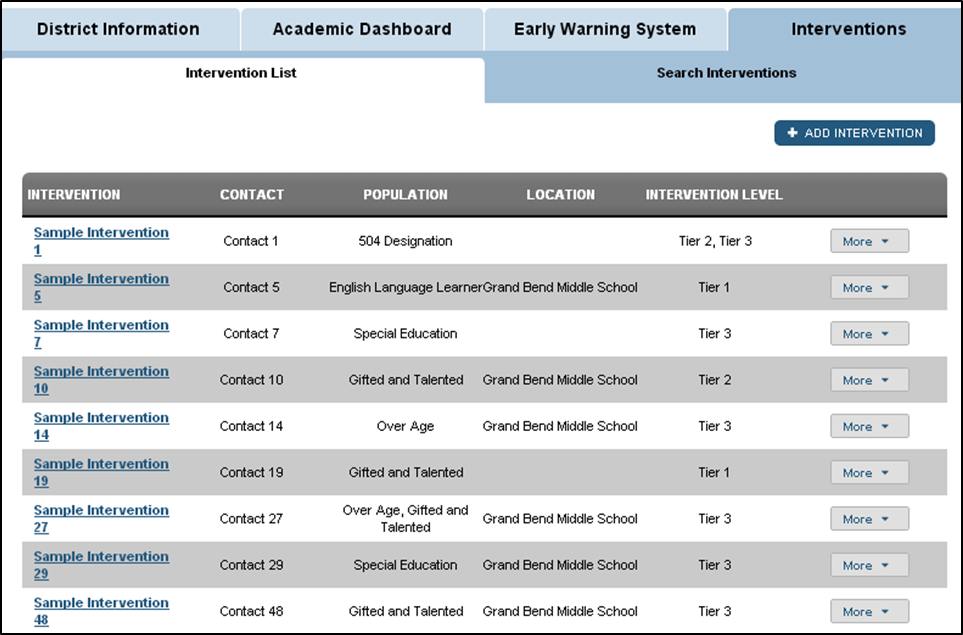 District Information Academic Dashboard Early Warning System Interventions
Intervention List Search Interventions
+ ADD INTERVENTION
INTERVENTION CONTACT POPULATION LOCATION INTERVENTION LEVEL
Sample Intervention
1 Contact 1 504 Designation Tier 2, Tier 3 More
Sample Intervention
5 Contact 5 English Language Learner Grand Bend Middle School Tier 1 More
Sample Intervention
7 Contact 7 Special Education Tier 3 More
Sample Intervention
10 Contact 10 Gifted and Talented Grand Bend Middle School Tier 2 More
Sample Intervention
14 Contact 14 Over Age Grand Bend Middle School Tier 3 More
Sample Intervention
19 Contact 19 Gifted and Talented Tier 1 More
Sample Intervention Over Age, Gifted and
27 Contact 27 Talented Grand Bend Middle School Tier 3 More
Sample Intervention
29 Contact 29 Special Education Grand Bend Middle School Tier 3 More
Sample Intervention
48 Contact 48 Gifted and Talented Grand Bend Middle School Tier 3 More